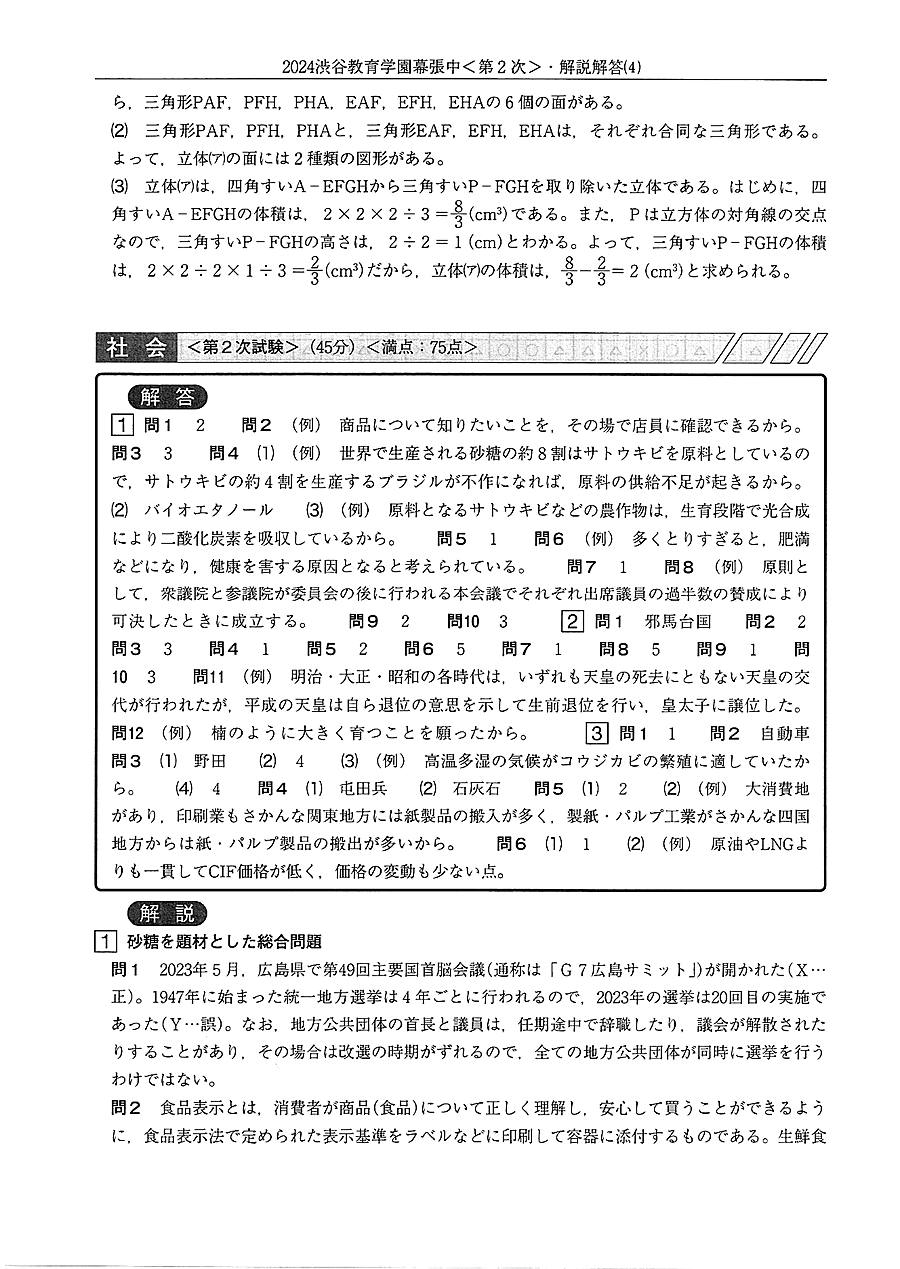 2024渋谷教育学園幕張中<第2次>・解説解答(4)
ら，三角形PAF，PFH，PHA，EAF，EFH，EHAの6個の面がある。
⑵　三角形PAF，PFH，PHAと，三角形EAF，EFH，EHAは，それぞれ合同な三角形である。
よって，立体㋐の面には2種類の図形がある。
⑶　立体㋐は，四角すいA－EFGHから三角すいP－FGHを取り除いた立体である。はじめに，四
角すいA－EFGHの体積は，2×2×2÷3＝8/3(cm³)である。また，Pは立方体の対角線の交点
なので，三角すいP－FGHの高さは，2÷2＝1(cm)とわかる。よって，三角すいP－FGHの体積
は，2×2÷2×1÷3＝2/3(cm³)だから，立体㋐の体積は，8/3－2/3＝2(cm³)と求められる。
社会　<第2次試験>　(45分)　<満点：75点>
解答
1 問1　2　問2　(例)　商品について知りたいことを，その場で店員に確認できるから。
問3　3　問4　(1)　(例)　世界で生産される砂糖の約8割はサトウキビを原料としているの
で，サトウキビの約4割を生産するブラジルが不作になれば，原料の供給不足が起きるから。
(2)　バイオエタノール　(3)　(例)　原料となるサトウキビなどの農作物は，生育段階で光合成
により二酸化炭素を吸収しているから。　問5　1　問6　(例)　多くとりすぎると，肥満
などになり，健康を害する原因となると考えられている。　問7　1　問8　(例)　原則と
して，衆議院と参議院が委員会の後に行われる本会議でそれぞれ出席議員の過半数の賛成により
可決したときに成立する。　問9　2　問10　3　2 問1　邪馬台国　問2　2
問3　3　問4　1　問5　2　問6　5　問7　1　問8　5　問9　1　問
10　3　問11　(例)　明治・大正・昭和の各時代は，いずれも天皇の死去にともない天皇の交
代が行われたが，平成の天皇は自ら退位の意思を示して生前退位を行い，皇太子に譲位した。
問12　(例)　楠のように大きく育つことを願ったから。　3 問1　1　問2　自動車
問3　(1)　野田　(2)　4　(3)　(例)　高温多湿の気候がコウジカビの繁殖に適していたか
ら。　(4)　4　問4　(1)　屯田兵　(2)　石灰石　問5　(1)　2　(2)　(例)　大消費地
があり，印刷業もさかんな関東地方には紙製品の搬入が多く，製紙・パルプ工業がさかんな四国
地方からは紙・パルプ製品の搬出が多いから。　問6　(1)　1　(2)　(例)　原油やLNGよ
りも一貫してCIF価格が低く，価格の変動も少ない点。
解説
1 砂糖を題材とした総合問題
問1　2023年5月，広島県で第49回主要国首脳会議(通称は「G7広島サミット」)が開かれた(X…
正)。1947年に始まった統一地方選挙は4年ごとに行われるので，2023年の選挙は20回目の実施で
あった(Y…誤)。なお，地方公共団体の首長と議員は，任期途中で辞職したり，議会が解散された
りすることがあり，その場合は改選の時期がずれるので，全ての地方公共団体が同時に選挙を行う
わけではない。
問2　食品表示とは，消費者が商品(食品)について正しく理解し，安心して買うことができるよう
に，食品表示法で定められた表示基準をラベルなどに印刷して容器に添付するものである。生鮮食